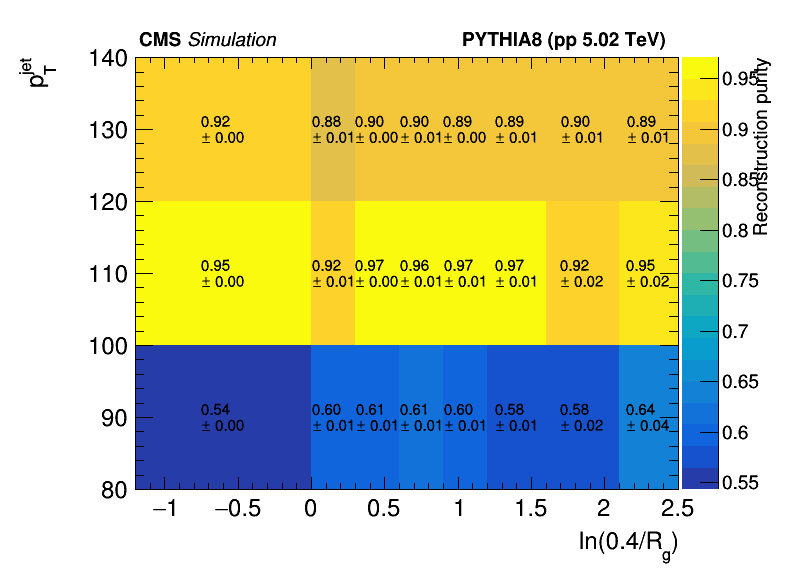 CMS Simulation PYTHIA8 (pp 5.02 TeV)
p_T^jet
140
130
120
110
100
90
80
0.92 0.88 0.90 0.90 0.89 0.89 0.90 0.89
± 0.00 ± 0.01 ± 0.00 ± 0.01 ± 0.00 ± 0.01 ± 0.01 ± 0.01
0.95 0.92 0.97 0.96 0.97 0.97 0.92 0.95
± 0.00 ± 0.01 ± 0.00 ± 0.01 ± 0.01 ± 0.01 ± 0.02 ± 0.02
0.54 0.60 0.61 0.61 0.60 0.58 0.58 0.64
± 0.00 ± 0.01 ± 0.01 ± 0.01 ± 0.01 ± 0.01 ± 0.02 ± 0.04
−1 −0.5 0 0.5 1 1.5 2 2.5
ln(0.4/R_g)
0.95
0.9
0.85
0.8
0.75
0.7
0.65
0.6
0.55
Reconstruction purity